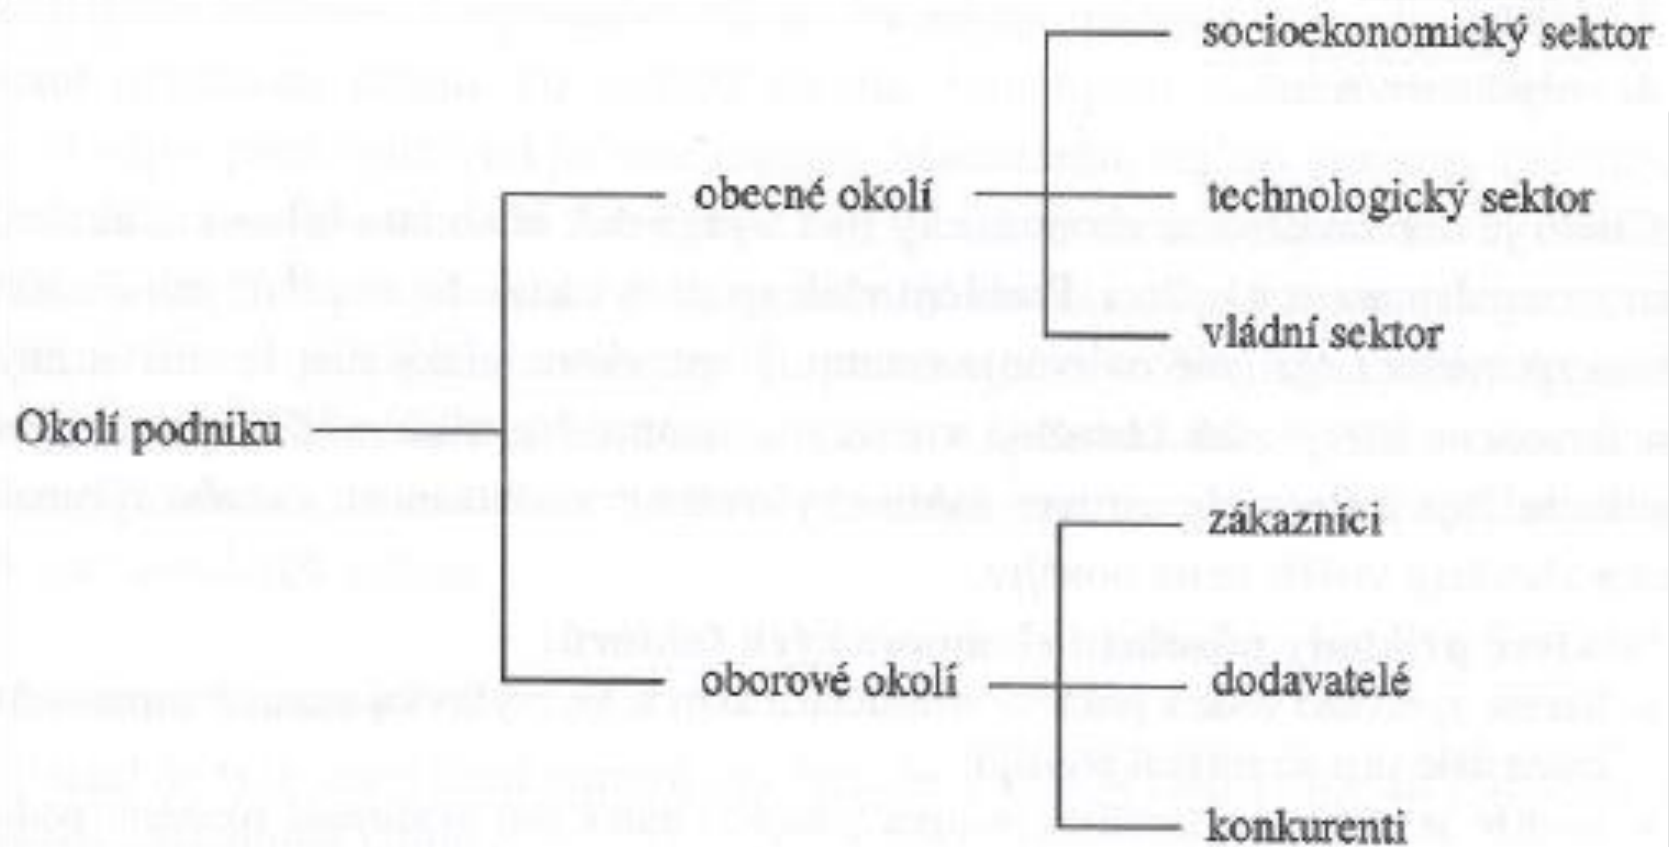 socioekonomický sektor
obecné okolí
technologický sektor
vládní sektor
Okolí podniku
zákazníci
oborové okolí
dodavatelé
konkurenti